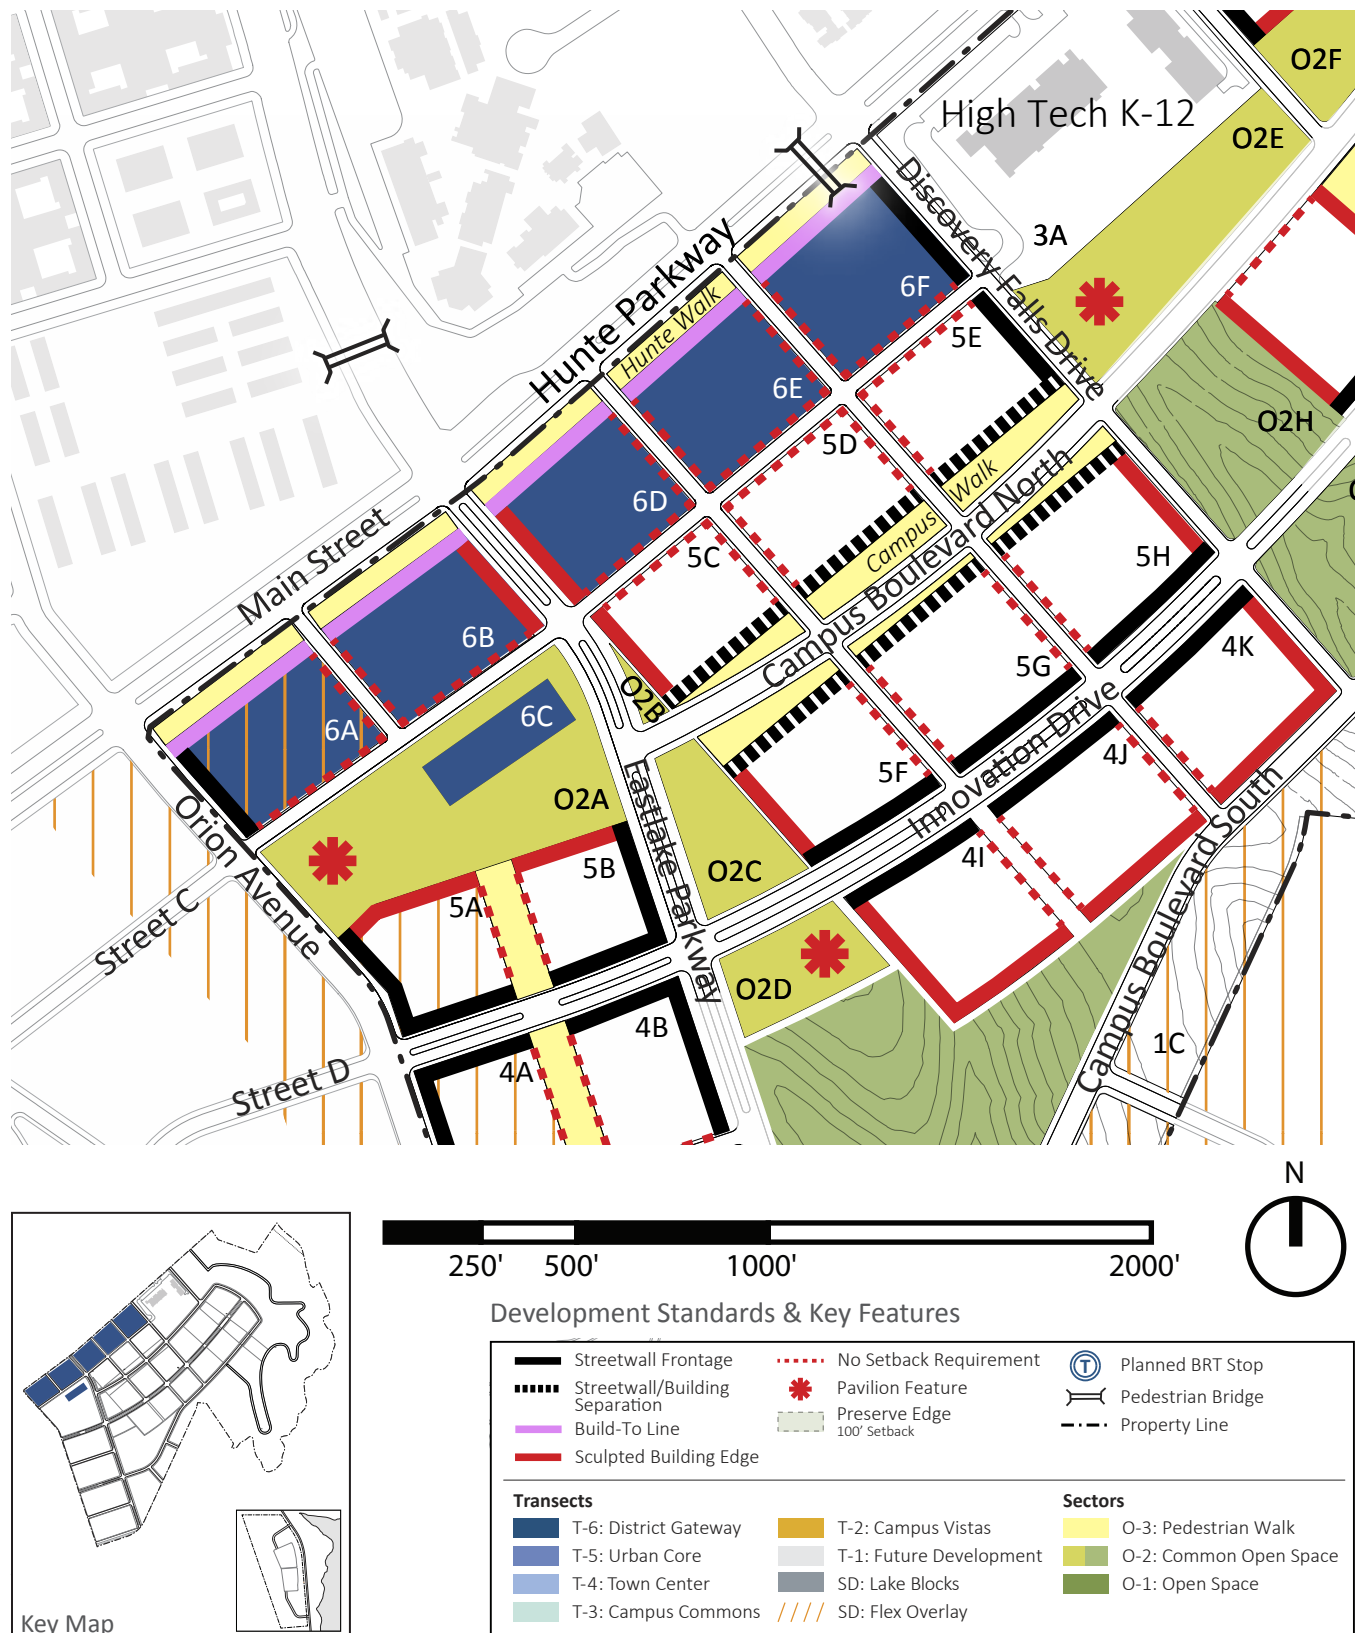 O2F
High Tech K-12
O2E
Discovery Falls Drive
3A
Hunte Parkway
6F
Hunte Walk
5E
6E
O2H
5D
Walk
6D
Campus
Campus Boulevard North
Main Street
5C
5H
6B
4K
5G
O2B
6C
6A
4J
5F
O2A
Innovation Drive
Eastlake Parkway
Orion Avenue
5B
O2C
4I
Campus Boulevard South
5A
Street C
O2D
4B
1C
4A
Street D
N
250' 500' 1000' 2000'
Development Standards & Key Features
Streetwall Frontage
Streetwall/Building
Separation
Build-To Line
Sculpted Building Edge
No Setback Requirement
Pavilion Feature
Preserve Edge
100' Setback
T Planned BRT Stop
Pedestrian Bridge
Property Line
Transects
T-6: District Gateway
T-5: Urban Core
T-4: Town Center
T-3: Campus Commons
T-2: Campus Vistas
T-1: Future Development
SD: Lake Blocks
SD: Flex Overlay
Sectors
O-3: Pedestrian Walk
O-2: Common Open Space
O-1: Open Space
Key Map